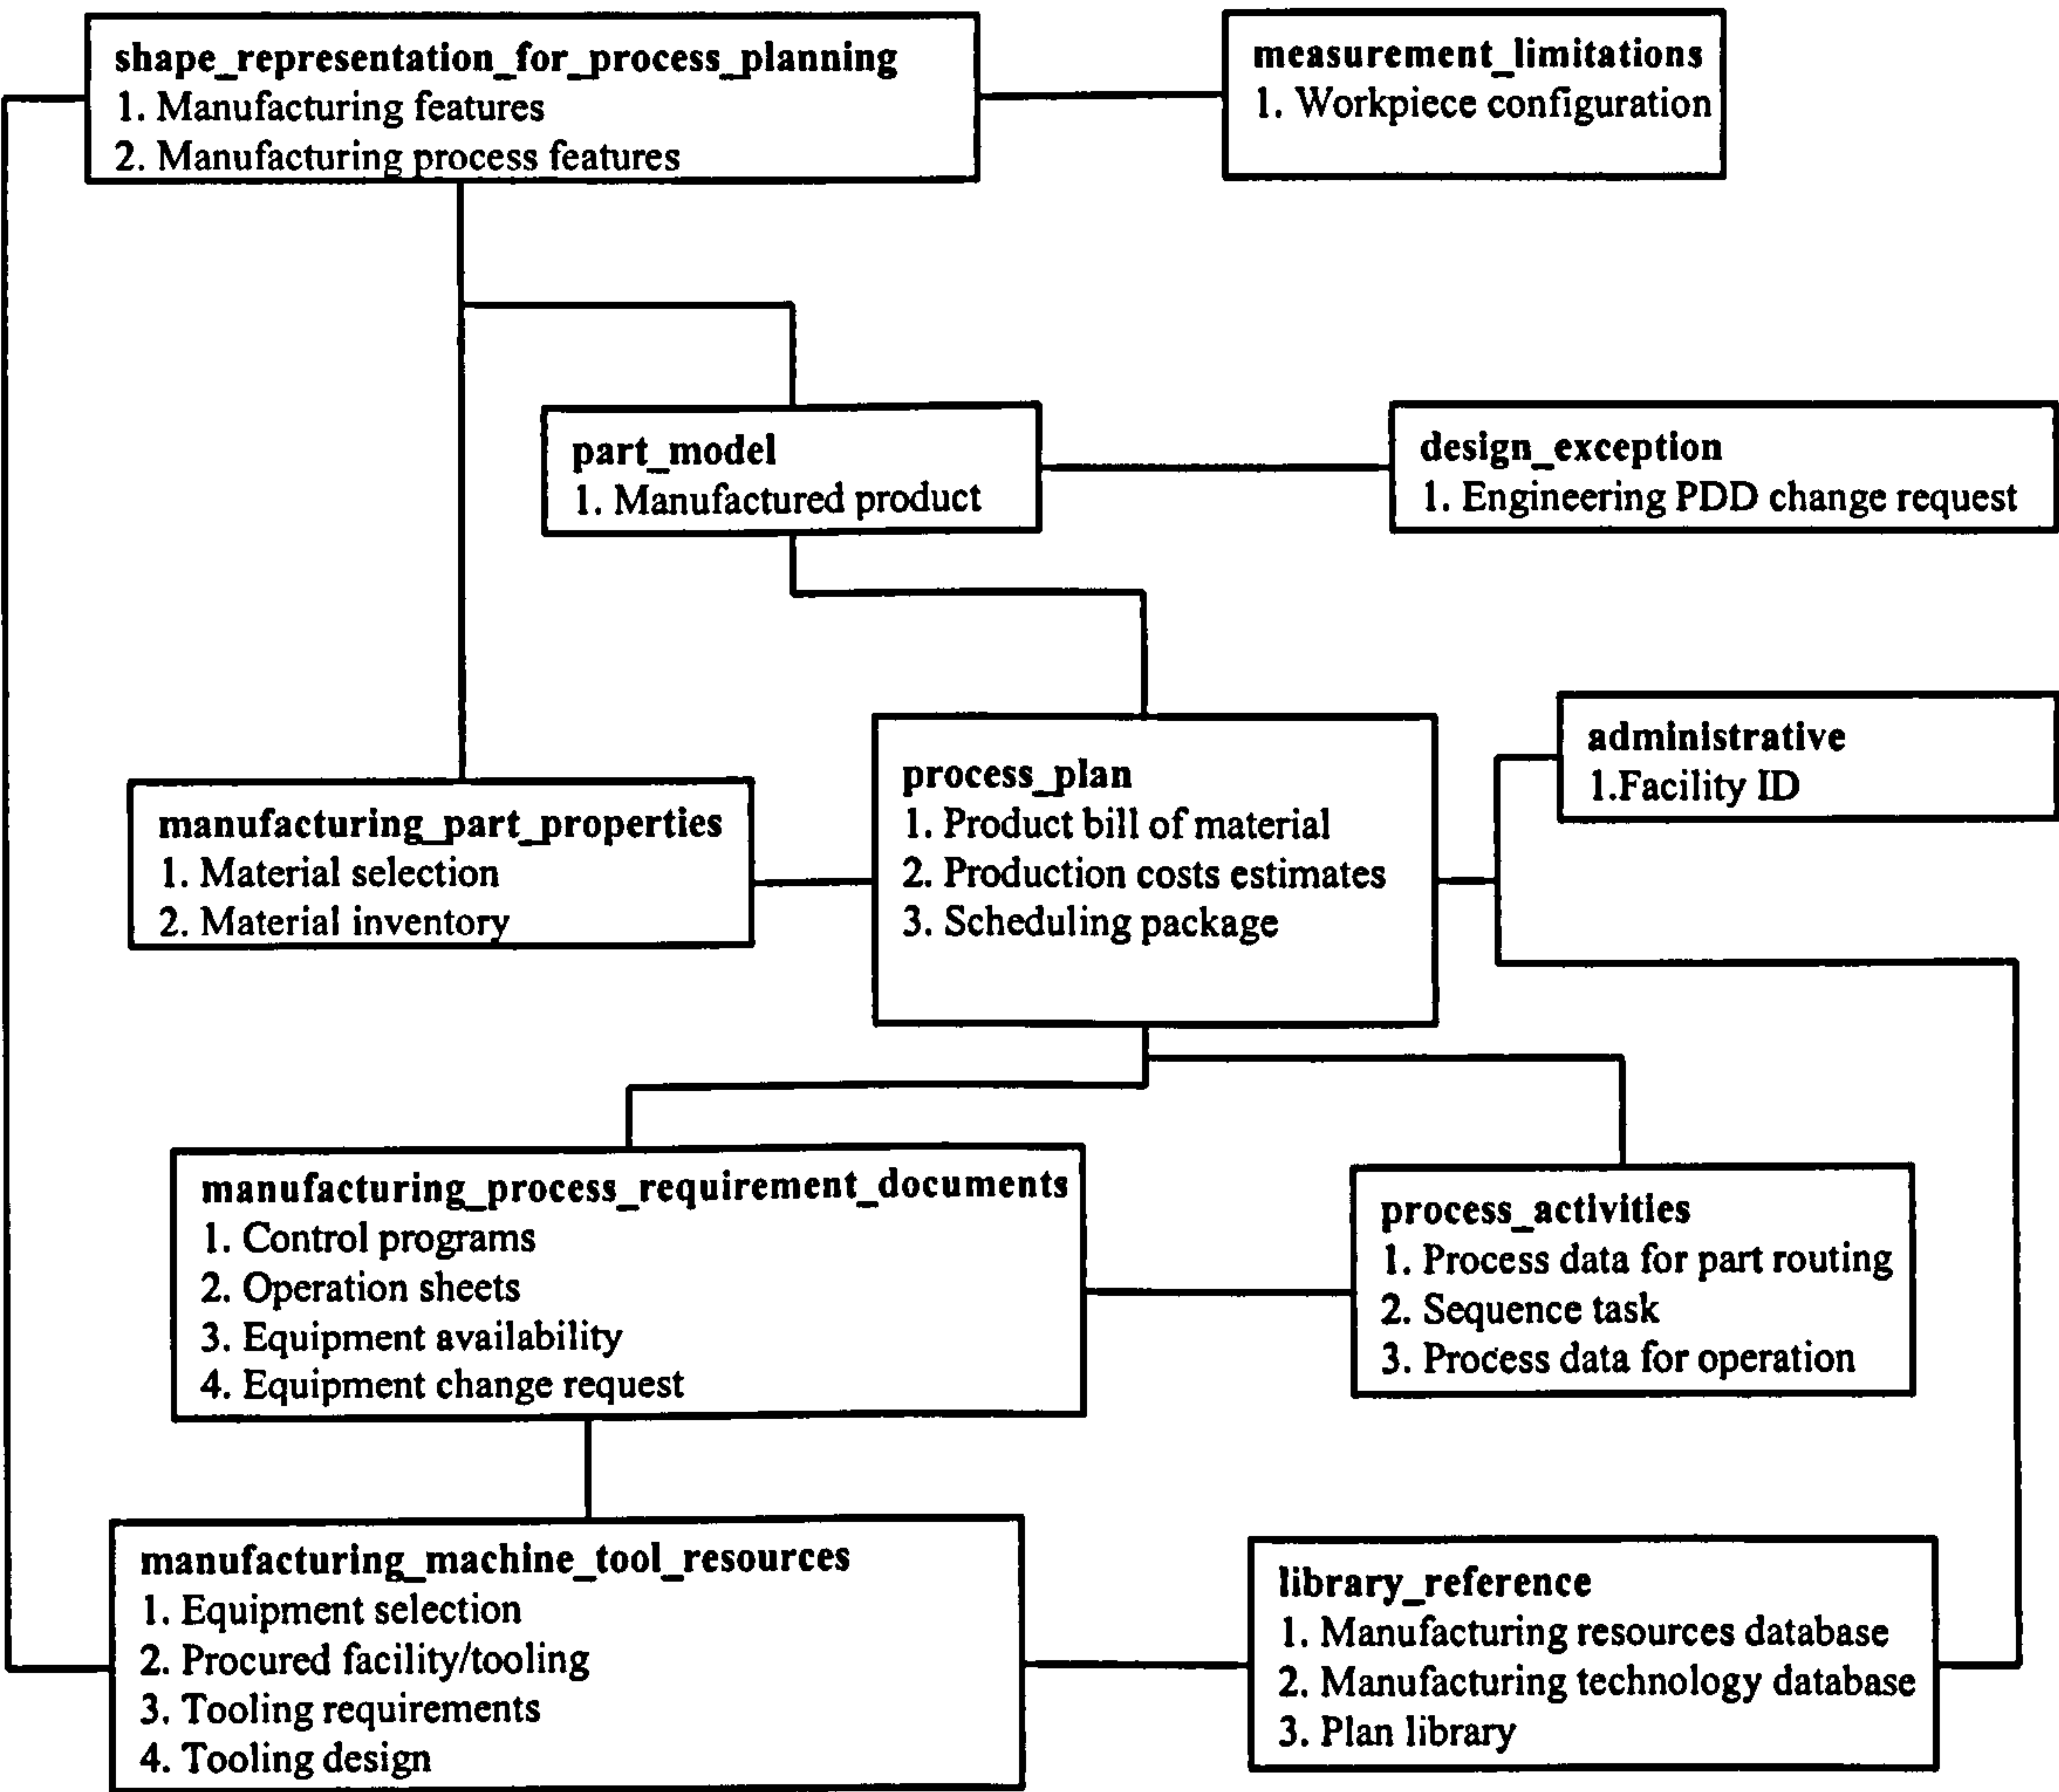 shape_representation_for_process_planning
1. Manufacturing features
2. Manufacturing process features
measurement_limitations
1. Workpiece configuration
part_model
1. Manufactured product
design_exception
1. Engineering PDD change request
administrative
1.Facility ID
process_plan
1. Product bill of material
2. Production costs estimates
3. Scheduling package
manufacturing_part_properties
1. Material selection
2. Material inventory
manufacturing_process_requirement_documents
1. Control programs
2. Operation sheets
3. Equipment availability
4. Equipment change request
process_activities
1. Process data for part routing
2. Sequence task
3. Process data for operation
manufacturing_machine_tool_resources
1. Equipment selection
2. Procured facility/tooling
3. Tooling requirements
4. Tooling design
library_reference
1. Manufacturing resources database
2. Manufacturing technology database
3. Plan library